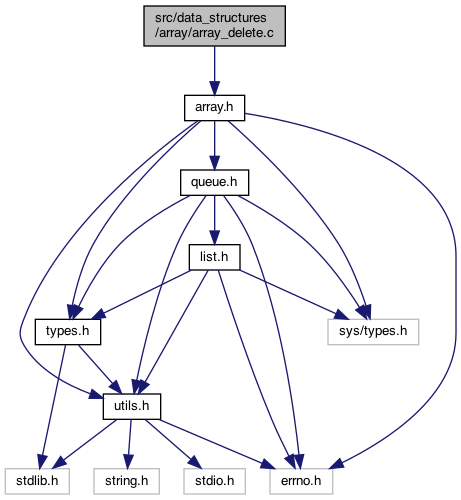 src/data_structures
/array/array_delete.c
array.h
queue.h
list.h
types.h
sys/types.h
utils.h
stdlib.h
string.h
stdio.h
errno.h